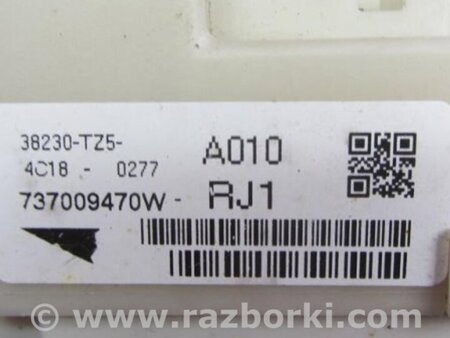 38230-TZ5- A010
4C18 - 0277
737009470W - RJ1
www.razborki.com